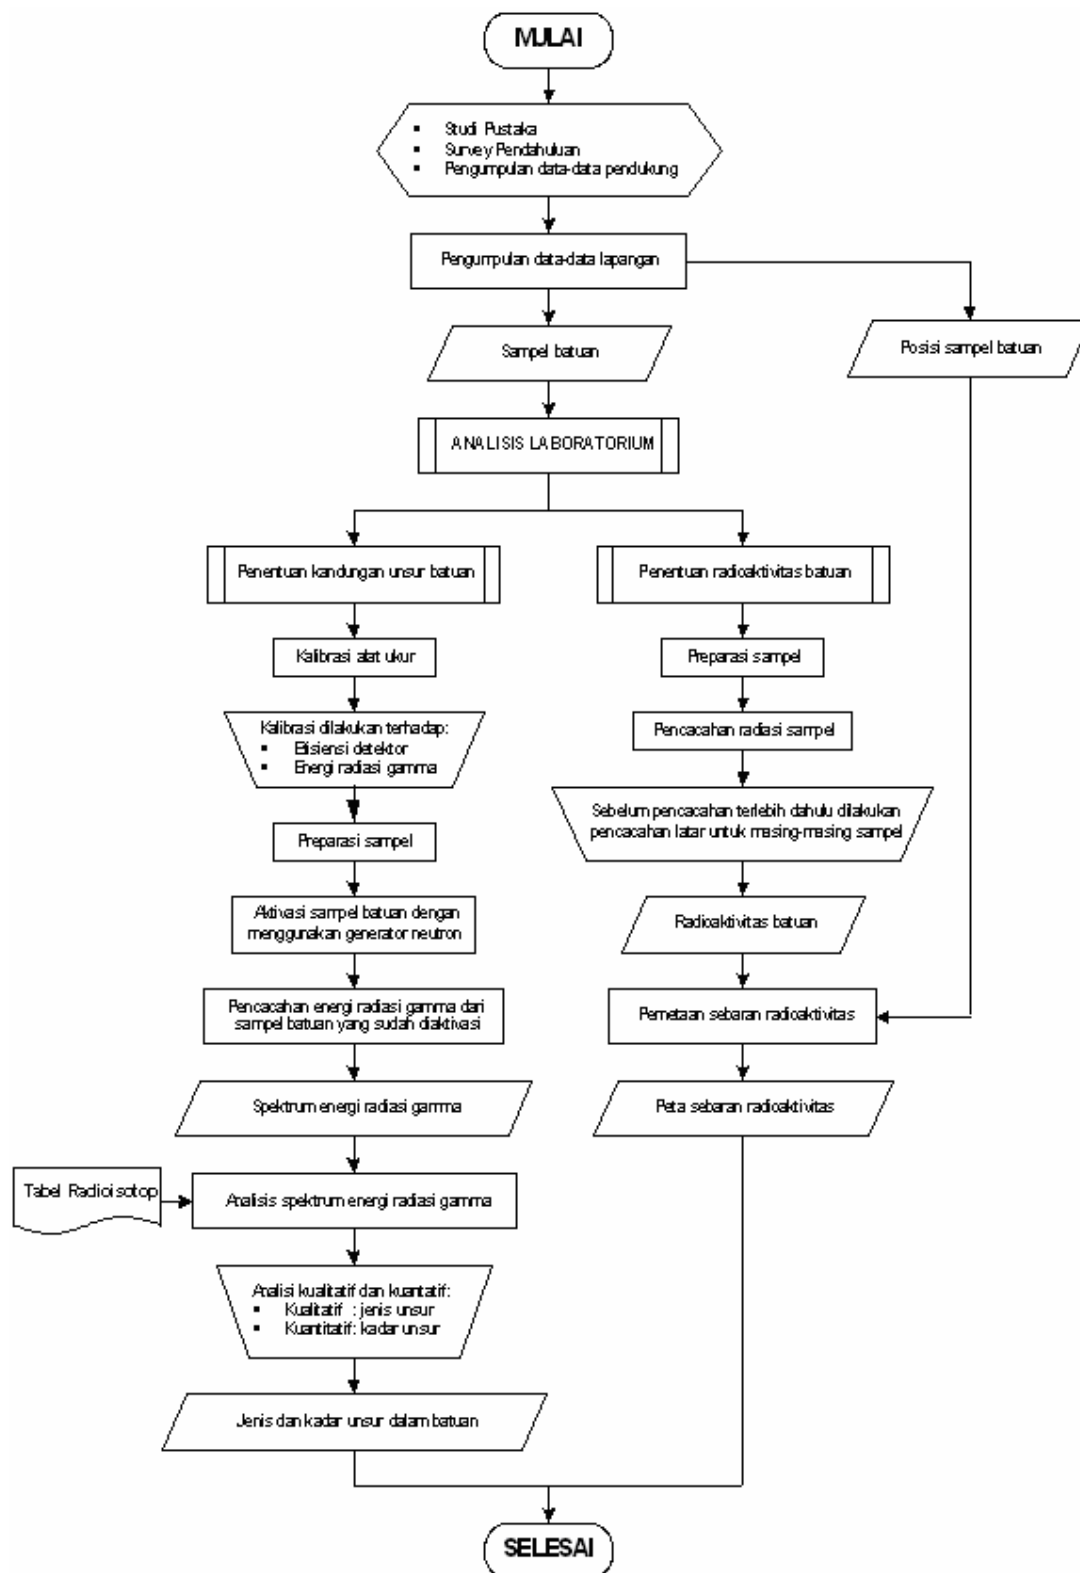 MULAI
▪ Studi Pustaka
▪ Survey Pendahuluan
▪ Pengumpulan data-data pendukung
Pengumpulan data-data lapangan
Sampel batuan
Posisi sampel batuan
ANALISIS LABORATORIUM
Penentuan kandungan unsur batuan
Kalibrasi alat ukur
Kalibrasi dilakukan terhadap:
▪ Efisiensi detektor
▪ Energi radiasi gamma
Preparasi sampel
Aktivasi sampel batuan dengan
menggunakan generator neutron
Pencacahan energi radiasi gamma dari
sampel batuan yang sudah diaktivasi
Spektrum energi radiasi gamma
Tabel Radioisotop
Analisis spektrum energi radiasi gamma
Analisi kualitatif dan kuantatif:
▪ Kualitatif : jenis unsur
▪ Kuantitatif: kadar unsur
Jenis dan kadar unsur dalam batuan
Penentuan radioaktivitas batuan
Preparasi sampel
Pencacahan radiasi sampel
Sebelum pencacahan terlebih dahulu dilakukan
pencacahan latar untuk masing-masing sampel
Radioaktivitas batuan
Pemetaan sebaran radioaktivitas
Peta sebaran radioaktivitas
SELESAI